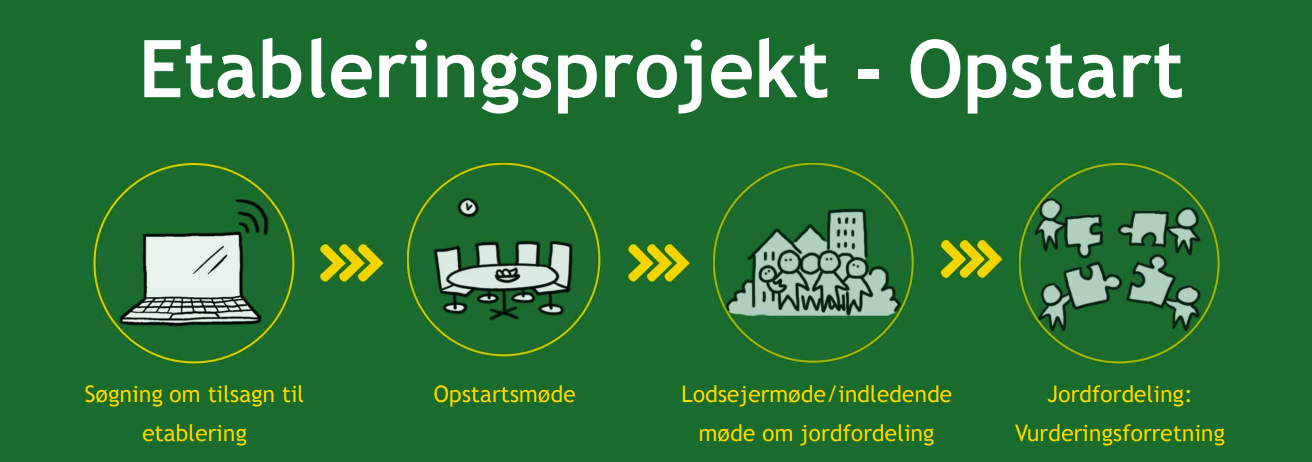 Etableringsprojekt - Opstart
Søgning om tilsagn til
etablering
Opstartsmøde
Lodsejermøde/indledende
møde om jordfordeling
Jordfordeling:
Vurderingsforretning